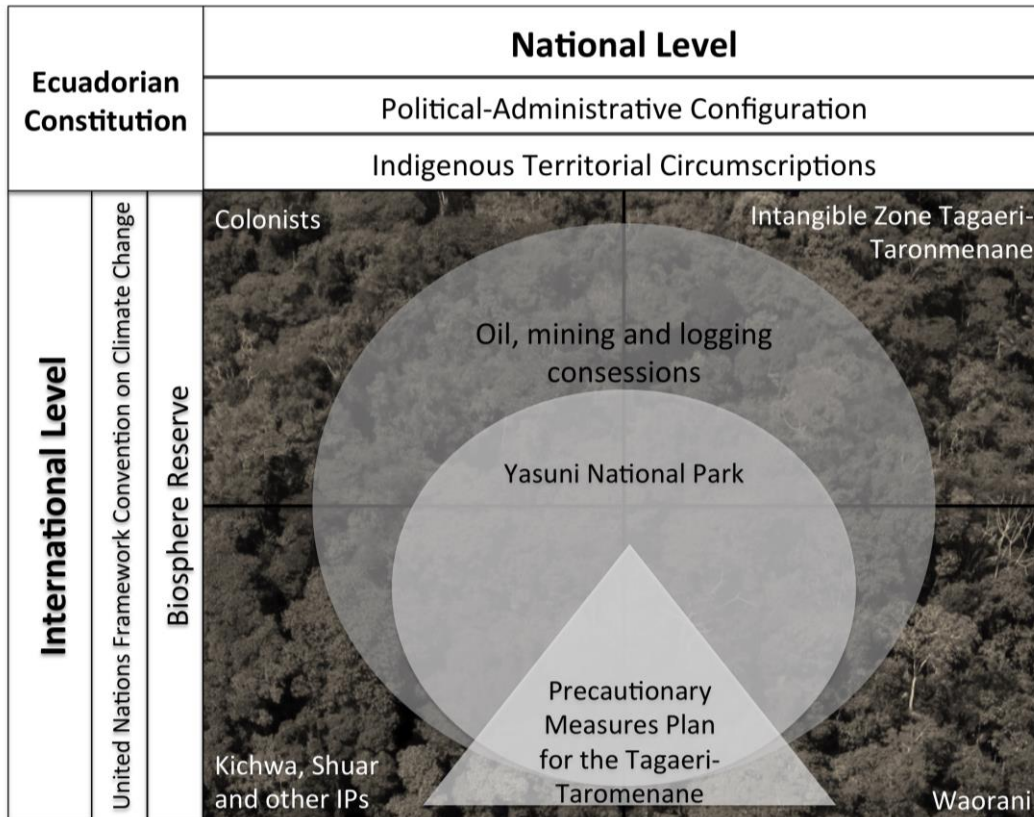 Ecuadorian
Constitution
National Level
Political-Administrative Configuration
Indigenous Territorial Circumscriptions
International Level
United Nations Framework Convention on Climate Change
Biosphere Reserve
Colonists
Intangible Zone Tagaeri-
Taronmenane
Oil, mining and logging
consessions
Yasuni National Park
Precautionary
Measures Plan
for the Tagaeri-
Taromenane
Kichwa, Shuar
and other IPs
Waorani